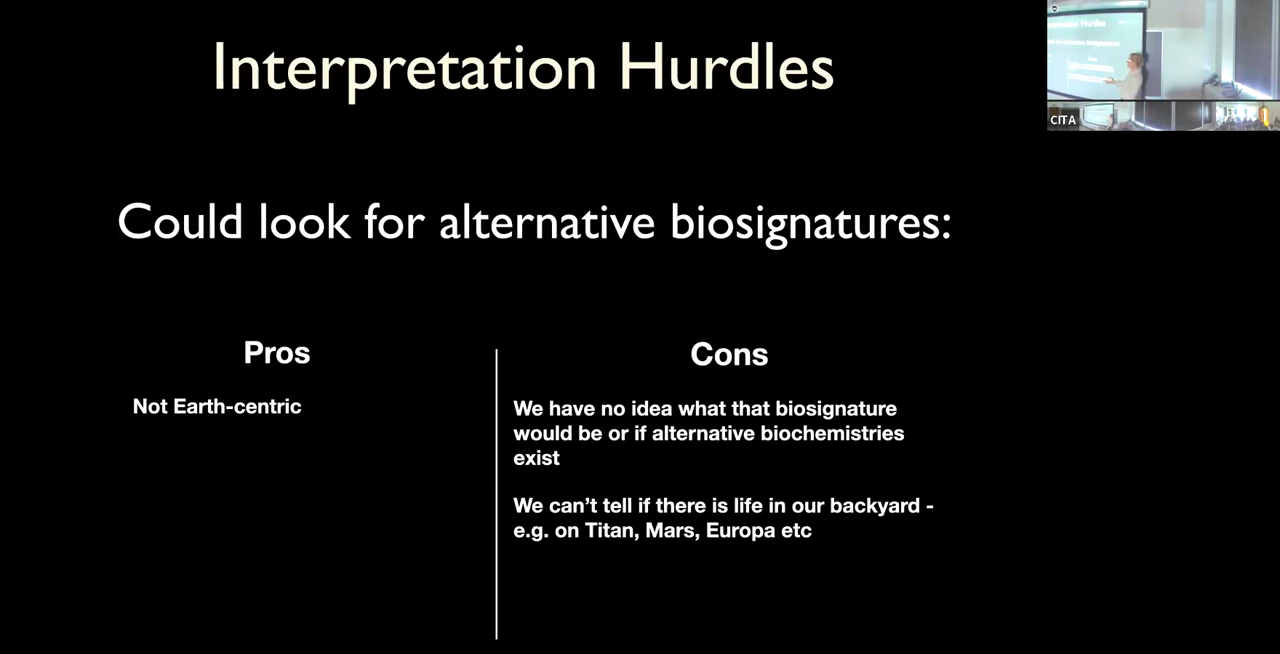 Interpretation Hurdles
CITA
Could look for alternative biosignatures:
Pros
Not Earth-centric
Cons
We have no idea what that biosignature
would be or if alternative biochemistries
exist
We can’t tell if there is life in our backyard -
e.g. on Titan, Mars, Europa etc